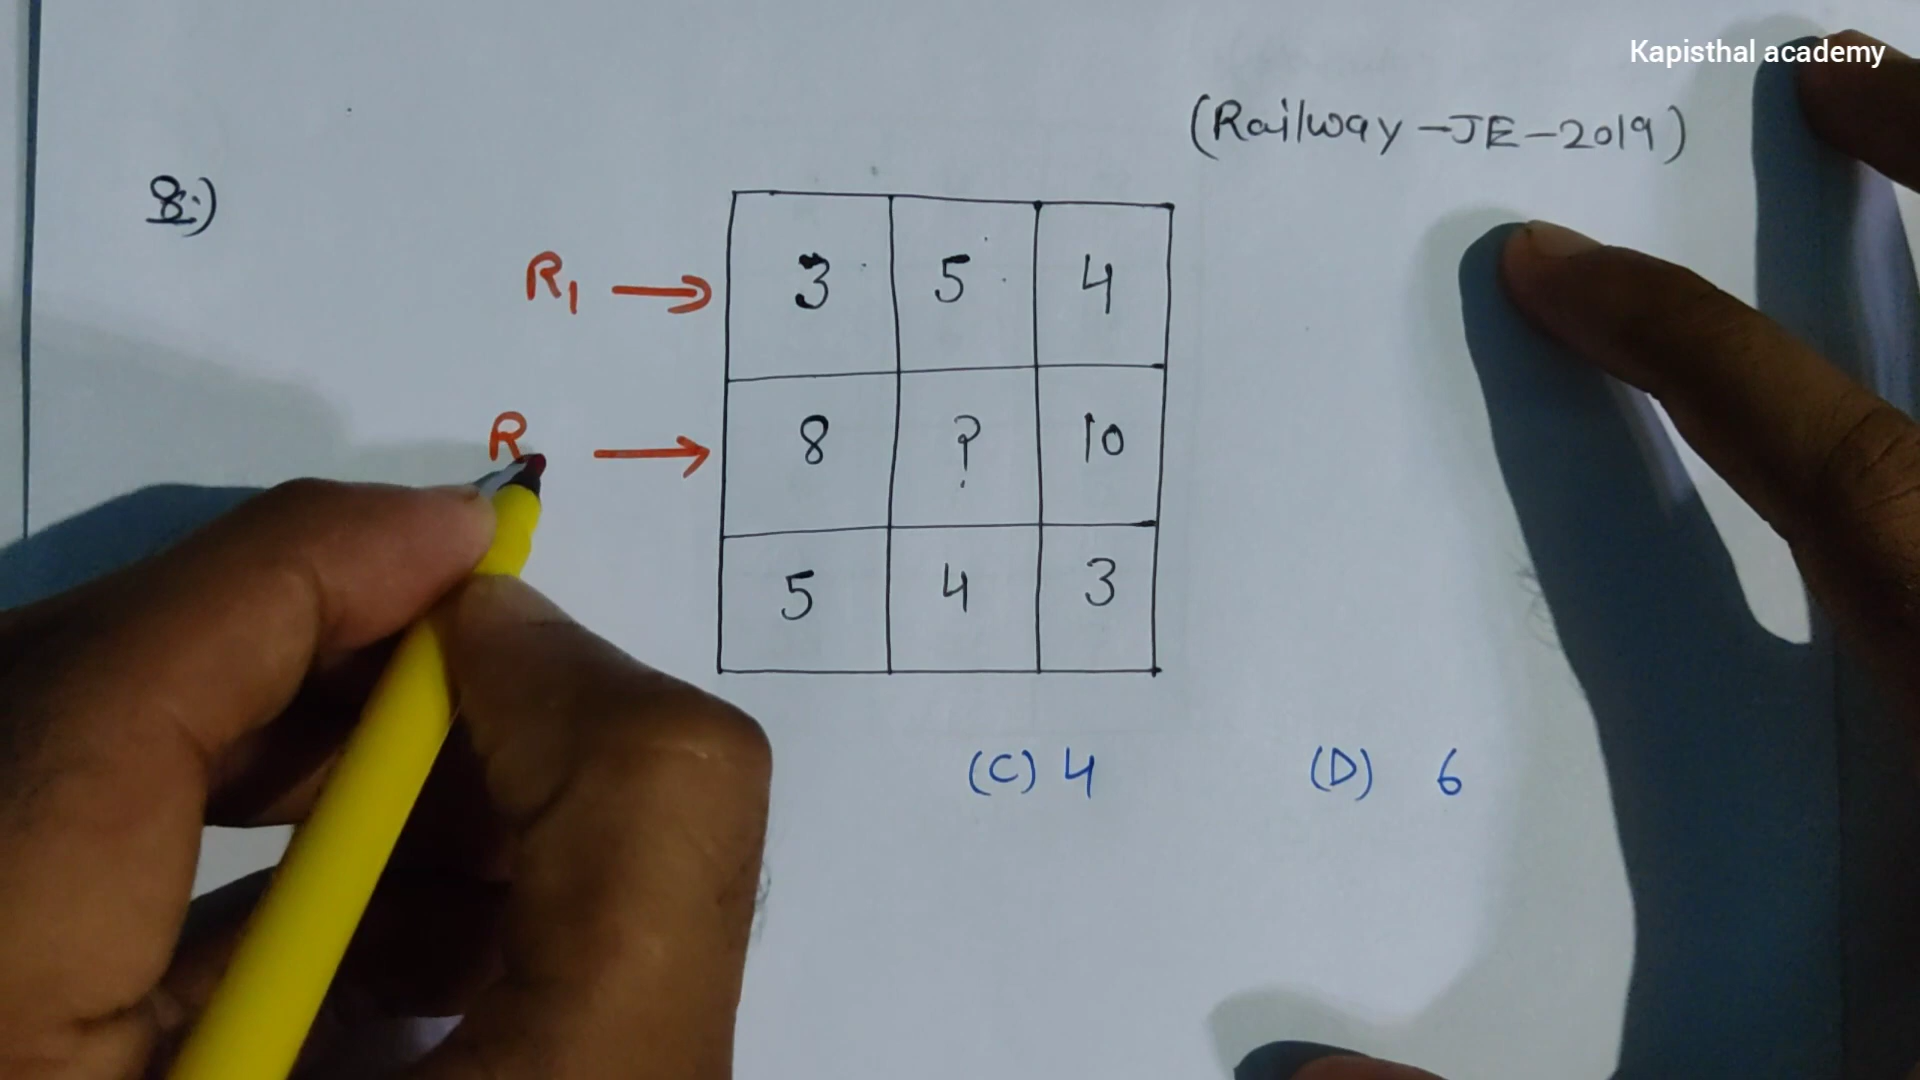 Kapisthal academy
(Railway-JE-2019)
8:)
R1 → 3 5 4
R → 8 ? 10
5 4 3
(C) 4 (D) 6